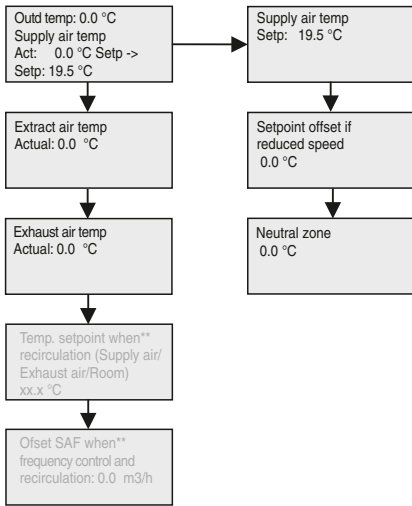 Outd temp: 0.0 °C
Supply air temp
Act: 0.0 °C Setp ->
Setp: 19.5 °C
Supply air temp
Setp: 19.5 °C
Extract air temp
Actual: 0.0 °C
Setpoint offset if
reduced speed
0.0 °C
Exhaust air temp
Actual: 0.0 °C
Neutral zone
0.0 °C
Temp. setpoint when**
recirculation (Supply air/
Exhaust air/Room)
xx.x °C
Ofset SAF when**
frequency control and
recirculation: 0.0 m3/h